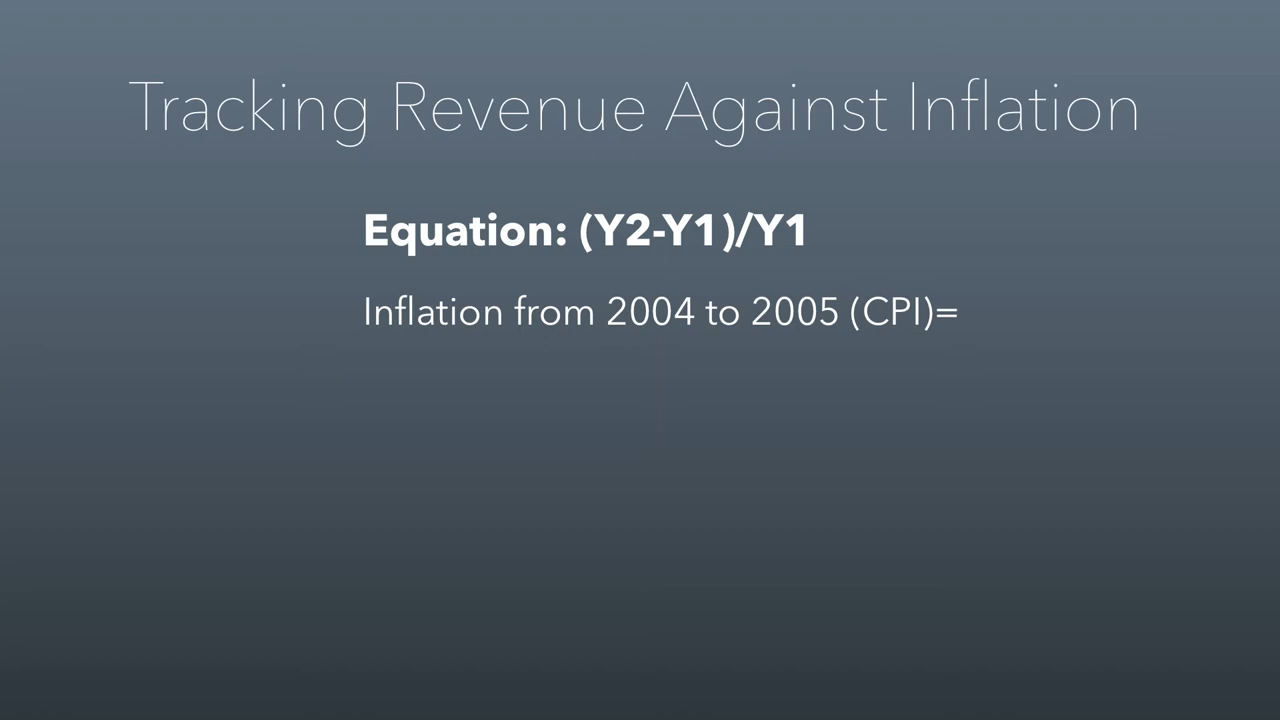 Tracking Revenue Against Inflation
Equation: (Y2-Y1)/Y1
Inflation from 2004 to 2005 (CPI)=